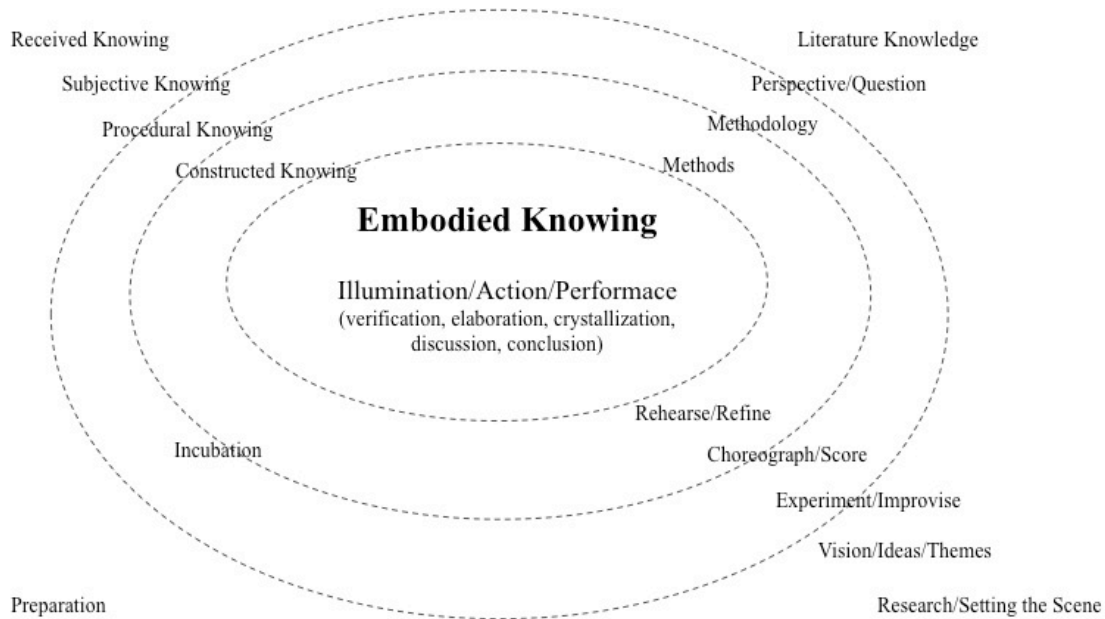 Received Knowing
Literature Knowledge
Subjective Knowing
Perspective/Question
Procedural Knowing
Methodology
Constructed Knowing
Methods
Embodied Knowing
Illumination/Action/Performace
(verification, elaboration, crystallization,
discussion, conclusion)
Rehearse/Refine
Incubation
Choreograph/Score
Experiment/Improvise
Vision/Ideas/Themes
Preparation
Research/Setting the Scene